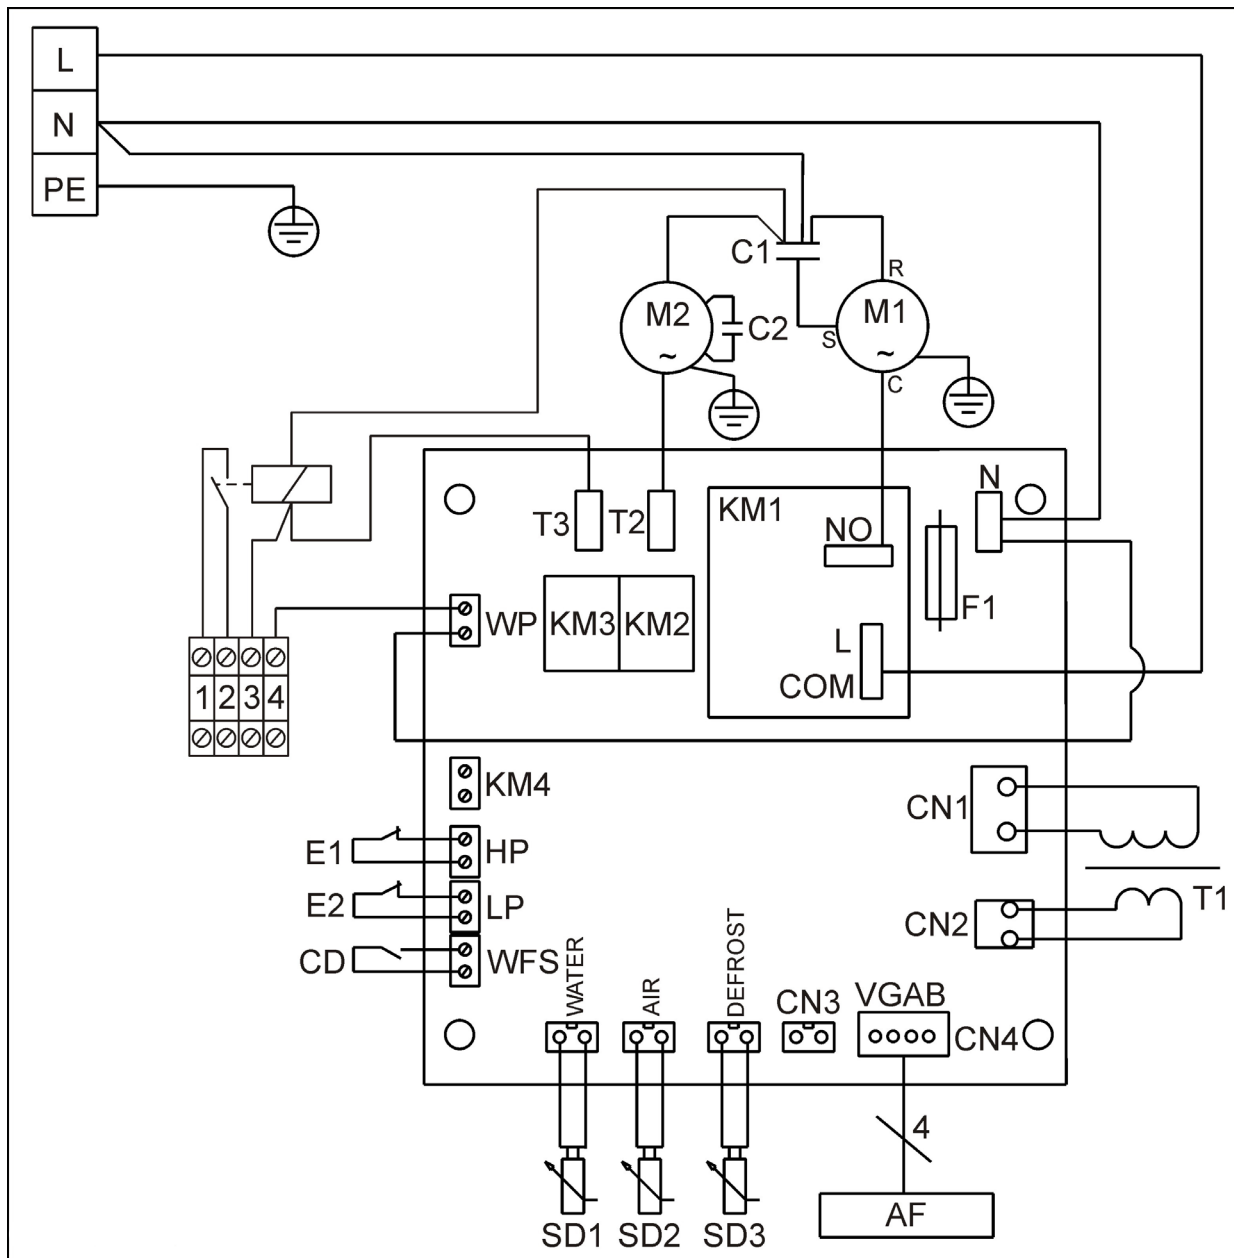 L
N
PE
C1
R
M2
C2
M1
S
~
~
C
N
KM1
T3
T2
NO
F1
WP
KM3
KM2
L
COM
1
2
3
4
KM4
CN1
E1
HP
E2
LP
T1
CN2
CD
WFS
WATER
AIR
DEFROST
CN3
VGAB
CN4
4
AF
SD1
SD2
SD3